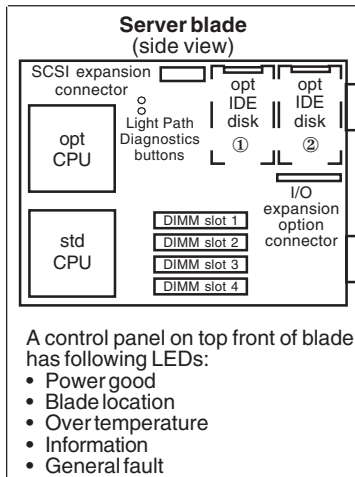 Server blade
(side view)
SCSI expansion
connector
Light Path
Diagnostics
buttons
opt
IDE
disk
①
opt
IDE
disk
②
opt
CPU
I/O
expansion
option
connector
std
CPU
DIMM slot 1
DIMM slot 2
DIMM slot 3
DIMM slot 4
A control panel on top front of blade
has following LEDs:
• Power good
• Blade location
• Over temperature
• Information
• General fault